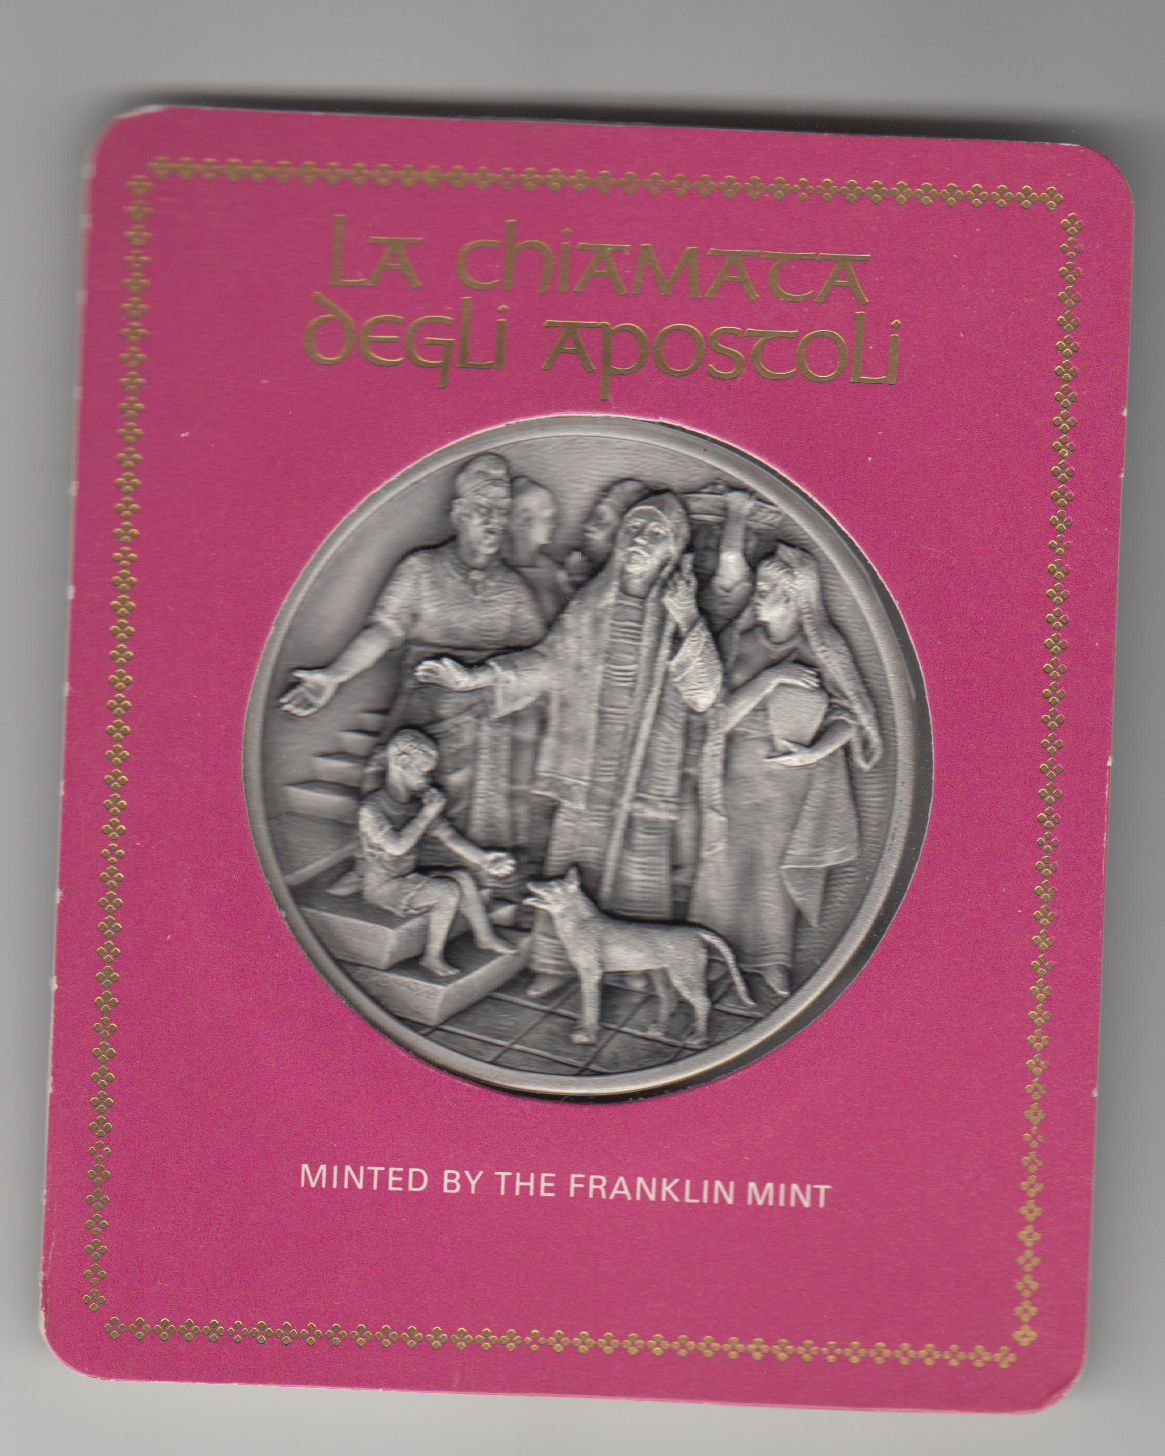 La chiamata
degli apostoli
MINTED BY THE FRANKLIN MINT